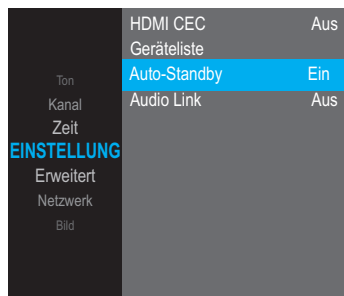 HDMI CEC Aus
Geräteliste
Auto-Standby Ein
Audio Link Aus
Ton
Kanal
Zeit
EINSTELLUNG
Erweitert
Netzwerk
Bild